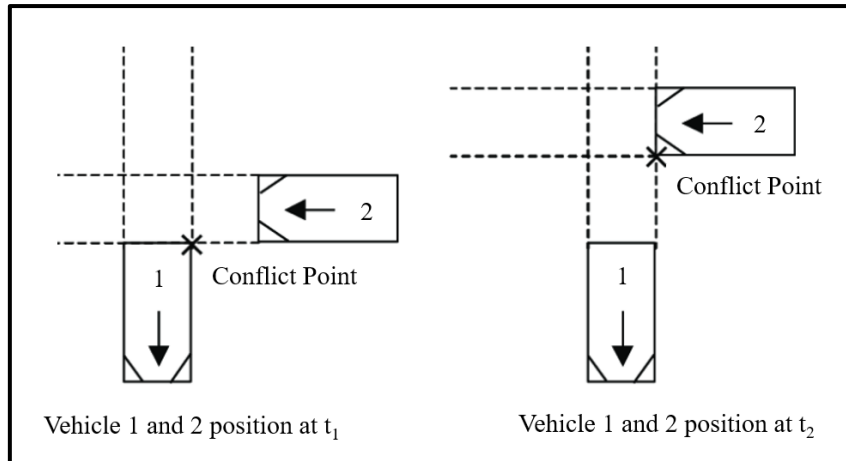 2
1
Conflict Point
Vehicle 1 and 2 position at t₁
2
Conflict Point
1
Vehicle 1 and 2 position at t₂